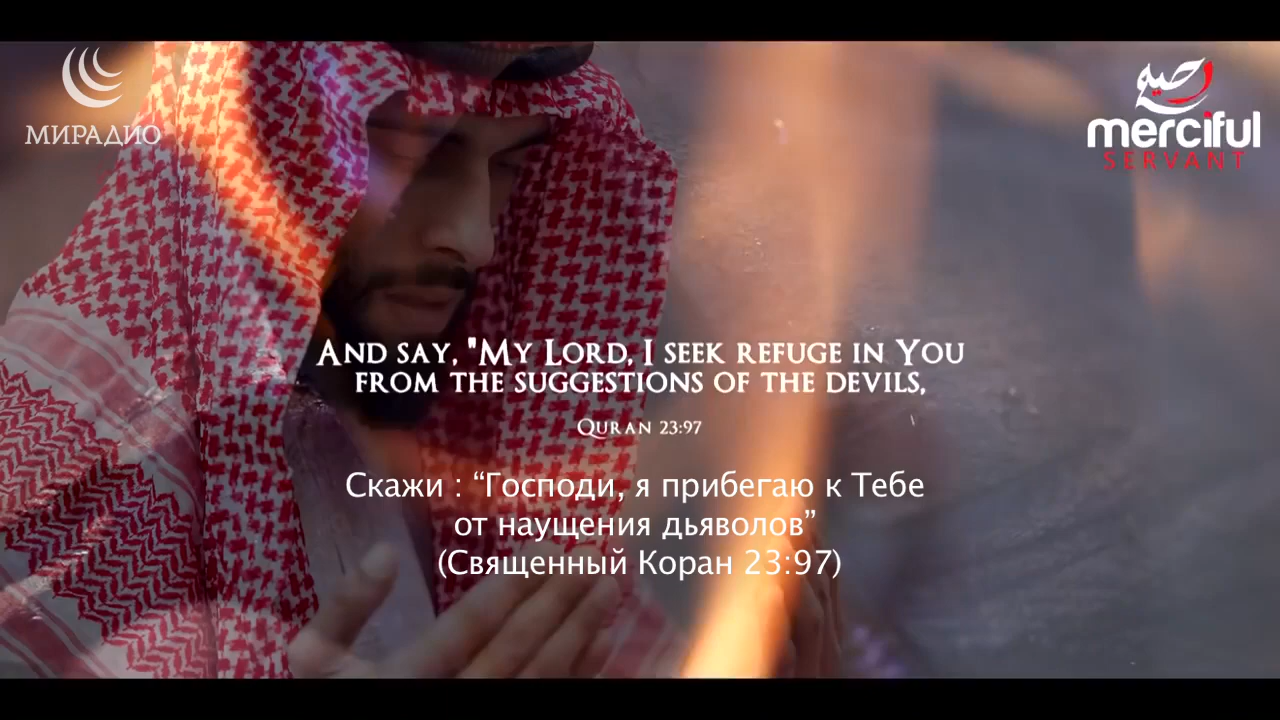 МИРАДИО
رحيم
merciful
SERVANT
AND SAY, "MY LORD, I SEEK REFUGE IN YOU
FROM THE SUGGESTIONS OF THE DEVILS,
QURAN 23:97
Скажи : “Господи, я прибегаю к Тебе
от наущения дьяволов”
(Священный Коран 23:97)